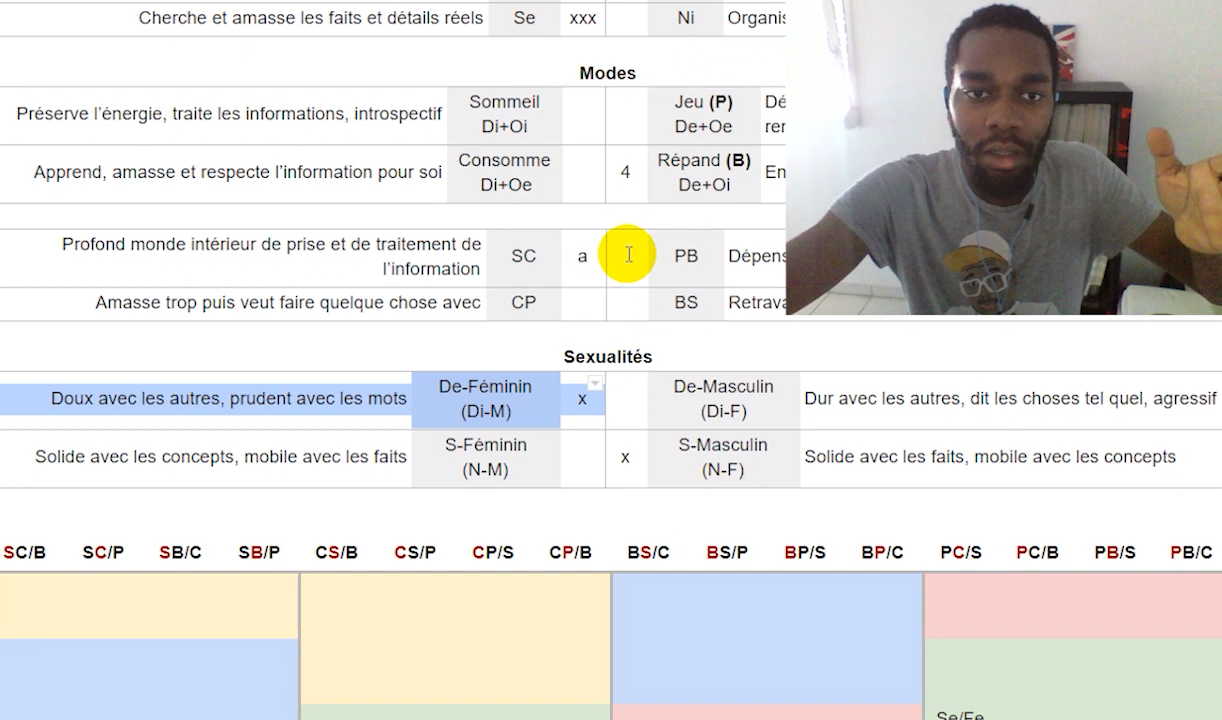 Cherche et amasse les faits et détails réels Se xxx Ni Organis
Modes
Préserve l'énergie, traite les informations, introspectif Sommeil Di+Oi Jeu (P) De+Oe Dé
rer
Apprend, amasse et respecte l'information pour soi Consomme Di+Oe 4 Répand (B) De+Oi En
Profond monde intérieur de prise et de traitement de
l'information SC a PB Dépens
Amasse trop puis veut faire quelque chose avec CP BS Retrava
Sexualités
Doux avec les autres, prudent avec les mots De-Féminin (Di-M) x De-Masculin (Di-F) Dur avec les autres, dit les choses tel quel, agressif
Solide avec les concepts, mobile avec les faits S-Féminin (N-M) x S-Masculin (N-F) Solide avec les faits, mobile avec les concepts
SC/B SC/P SB/C SB/P CS/B CS/P CP/S CP/B BS/C BS/P BP/S BP/C PC/S PC/B PB/S PB/C
Se/Fe